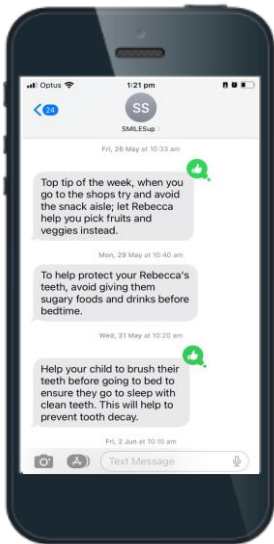 Optus 1:21 pm
24
SS
SMILESup
Fri, 26 May at 10:33 am
Top tip of the week, when you
go to the shops try and avoid
the snack aisle; let Rebecca
help you pick fruits and
veggies instead.
Mon, 29 May at 10:40 am
To help protect your Rebecca's
teeth, avoid giving them
sugary foods and drinks before
bedtime.
Wed, 31 May at 10:20 am
Help your child to brush their
teeth before going to bed to
ensure they go to sleep with
clean teeth. This will help to
prevent tooth decay.
Fri, 2 Jun at 10:15 am
Text Message